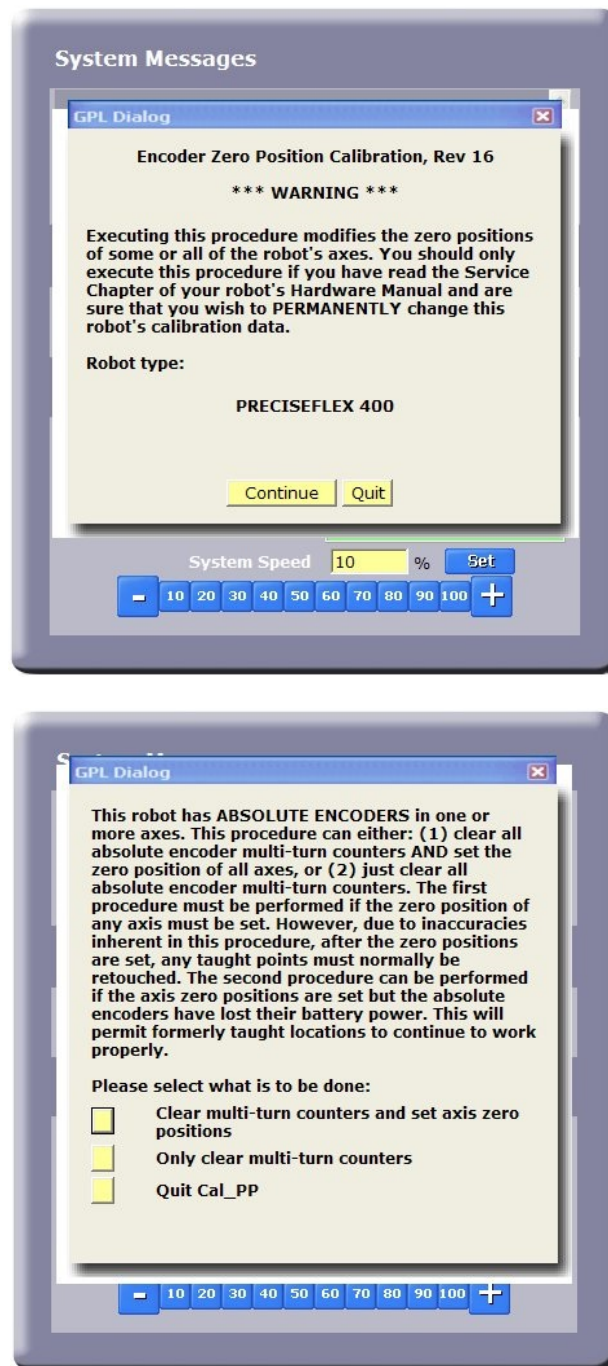 System Messages
GPL Dialog
Encoder Zero Position Calibration, Rev 16
*** WARNING ***
Executing this procedure modifies the zero positions
of some or all of the robot's axes. You should only
execute this procedure if you have read the Service
Chapter of your robot's Hardware Manual and are
sure that you wish to PERMANENTLY change this
robot's calibration data.
Robot type:
PRECISEFLEX 400
Continue Quit
System Speed 10 % Set
- 10 20 30 40 50 60 70 80 90 100 +
GPL Dialog
This robot has ABSOLUTE ENCODERS in one or
more axes. This procedure can either: (1) clear all
absolute encoder multi-turn counters AND set the
zero position of all axes, or (2) just clear all
absolute encoder multi-turn counters. The first
procedure must be performed if the zero position of
any axis must be set. However, due to inaccuracies
inherent in this procedure, after the zero positions
are set, any taught points must normally be
retouched. The second procedure can be performed
if the axis zero positions are set but the absolute
encoders have lost their battery power. This will
permit formerly taught locations to continue to work
properly.
Please select what is to be done:
Clear multi-turn counters and set axis zero
positions
Only clear multi-turn counters
Quit Cal_PP
- 10 20 30 40 50 60 70 80 90 100 +